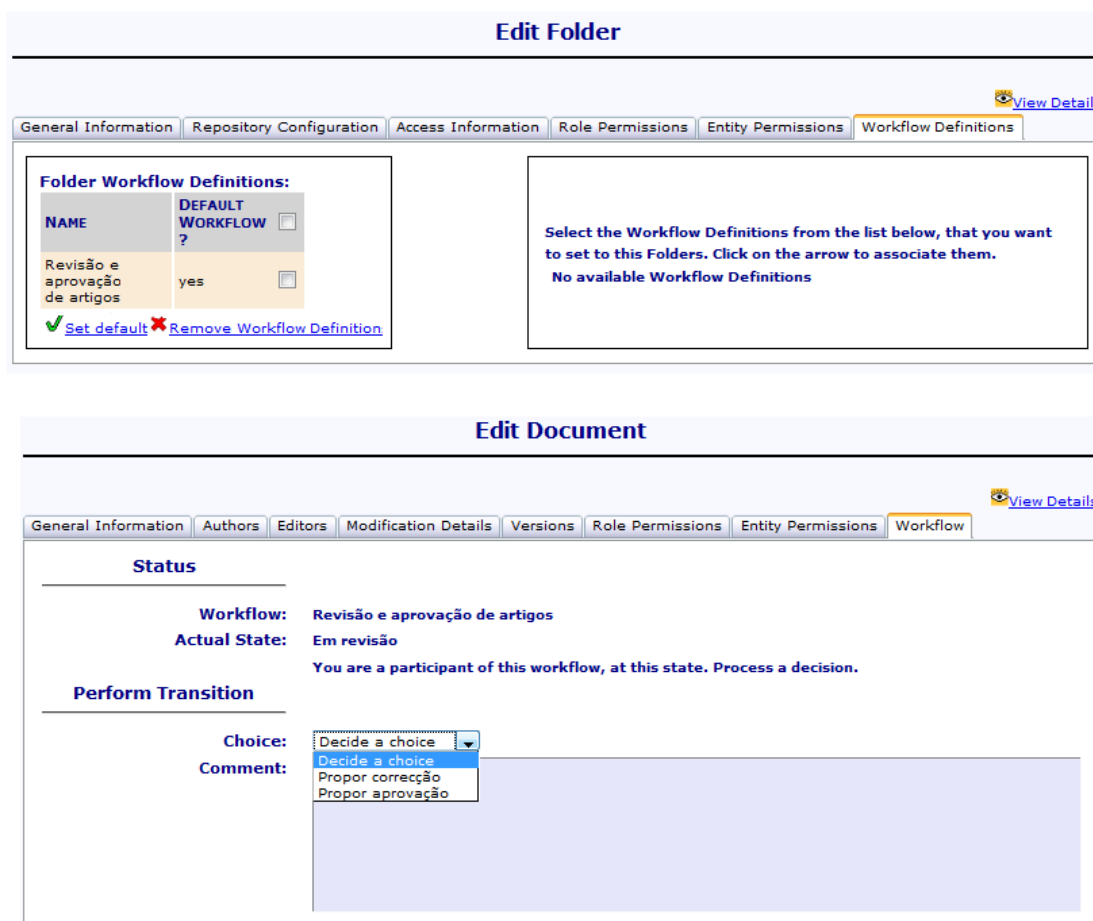 Edit Folder
View Detail
General Information Repository Configuration Access Information Role Permissions Entity Permissions Workflow Definitions
Folder Workflow Definitions:
NAME DEFAULT WORKFLOW ?
Revisão e aprovação de artigos yes
Set default Remove Workflow Definition
Select the Workflow Definitions from the list below, that you want
to set to this Folders. Click on the arrow to associate them.
No available Workflow Definitions
Edit Document
View Details
General Information Authors Editors Modification Details Versions Role Permissions Entity Permissions Workflow
Status
Workflow: Revisão e aprovação de artigos
Actual State: Em revisão
You are a participant of this workflow, at this state. Process a decision.
Perform Transition
Choice: Decide a choice
Decide a choice
Comment:
Propor correcção
Propor aprovação